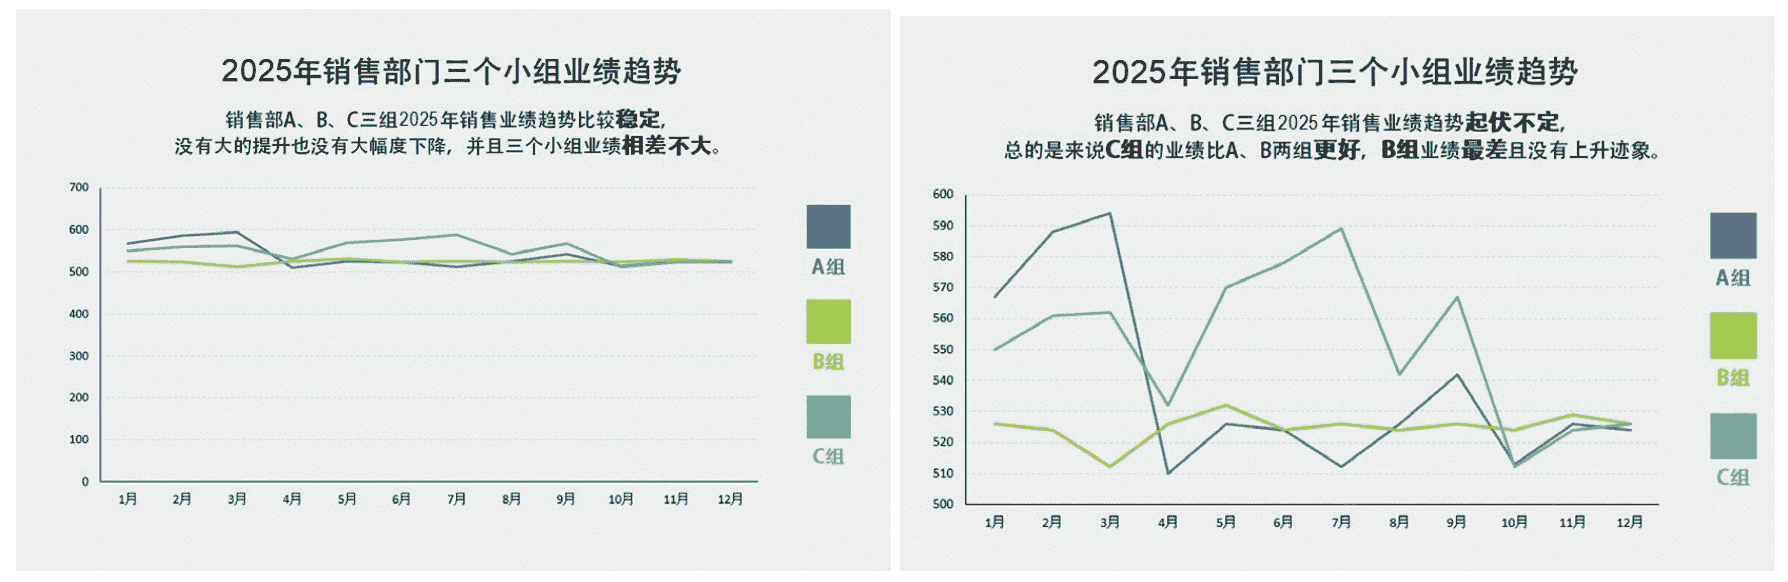 2025年销售部门三个小组业绩趋势
销售部A、B、C三组2025年销售业绩趋势比较稳定，
没有大的提升也没有大幅度下降，并且三个小组业绩相差不大。
700
600
500
400
300
200
100
0
1月 2月 3月 4月 5月 6月 7月 8月 9月 10月 11月 12月
A组
B组
C组
2025年销售部门三个小组业绩趋势
销售部A、B、C三组2025年销售业绩趋势起伏不定，
总的是来说C组的业绩比A、B两组更好，B组业绩最差且没有上升迹象。
600
590
580
570
560
550
540
530
520
510
500
1月 2月 3月 4月 5月 6月 7月 8月 9月 10月 11月 12月
A组
B组
C组